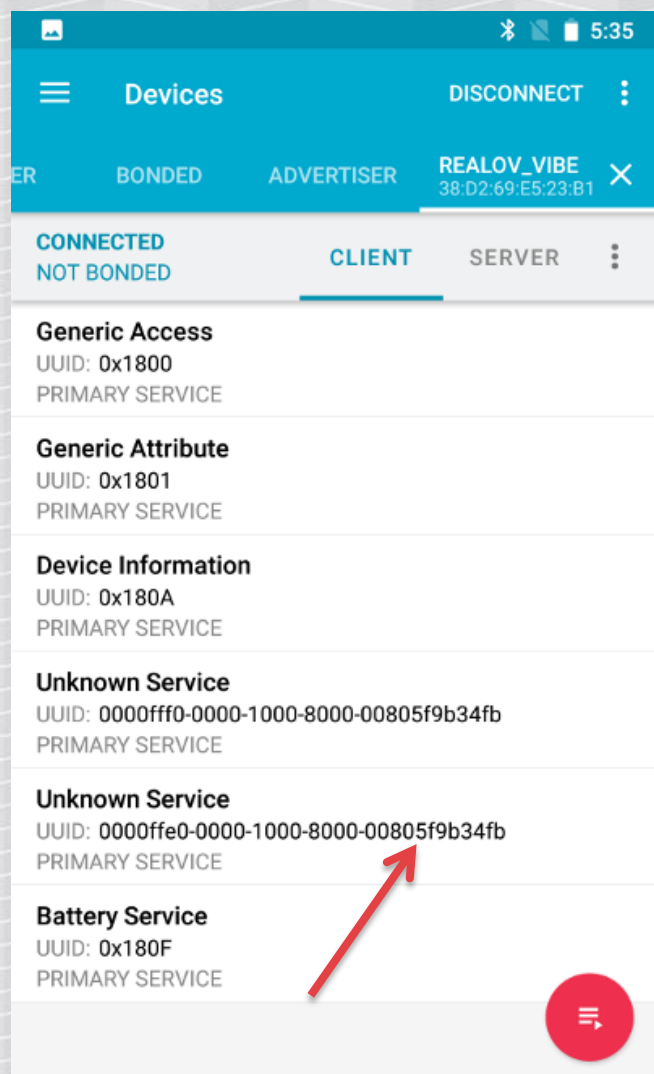 5:35
Devices
DISCONNECT
ER
BONDED
ADVERTISER
REALOV_VIBE
38:D2:69:E5:23:B1
CONNECTED
NOT BONDED
CLIENT
SERVER
Generic Access
UUID: 0x1800
PRIMARY SERVICE
Generic Attribute
UUID: 0x1801
PRIMARY SERVICE
Device Information
UUID: 0x180A
PRIMARY SERVICE
Unknown Service
UUID: 0000fff0-0000-1000-8000-00805f9b34fb
PRIMARY SERVICE
Unknown Service
UUID: 0000ffe0-0000-1000-8000-00805f9b34fb
PRIMARY SERVICE
Battery Service
UUID: 0x180F
PRIMARY SERVICE